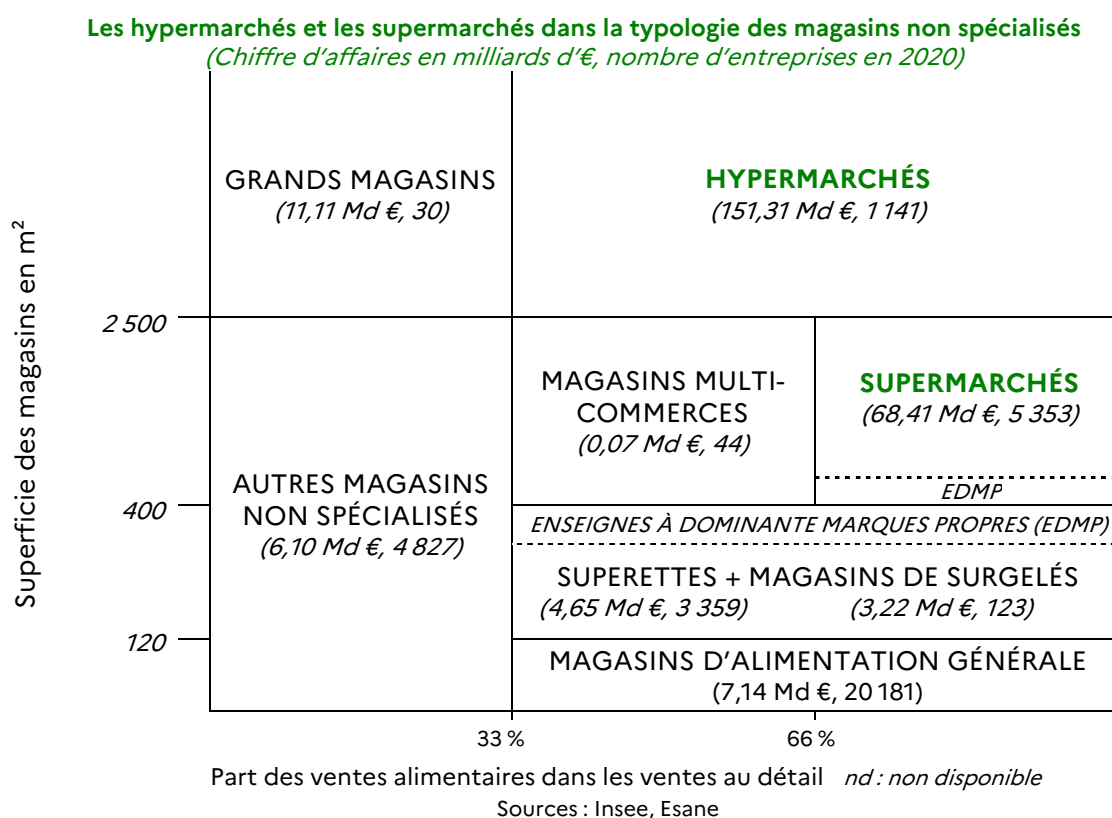 Les hypermarchés et les supermarchés dans la typologie des magasins non spécialisés
(Chiffre d'affaires en milliards d'€, nombre d'entreprises en 2020)
Superficie des magasins en m²
GRANDS MAGASINS
(11,11 Md €, 30)
HYPERMARCHÉS
(151,31 Md €, 1 141)
2 500
MAGASINS MULTI-
COMMERCES
(0,07 Md €, 44)
SUPERMARCHÉS
(68,41 Md €, 5 353)
AUTRES MAGASINS
NON SPÉCIALISÉS
(6,10 Md €, 4 827)
EDMP
400
ENSEIGNES À DOMINANTE MARQUES PROPRES (EDMP)
SUPERETTES + MAGASINS DE SURGELÉS
(4,65 Md €, 3 359) (3,22 Md €, 123)
120
MAGASINS D'ALIMENTATION GÉNÉRALE
(7,14 Md €, 20 181)
33 % 66 %
Part des ventes alimentaires dans les ventes au détail nd : non disponible
Sources : Insee, Esane